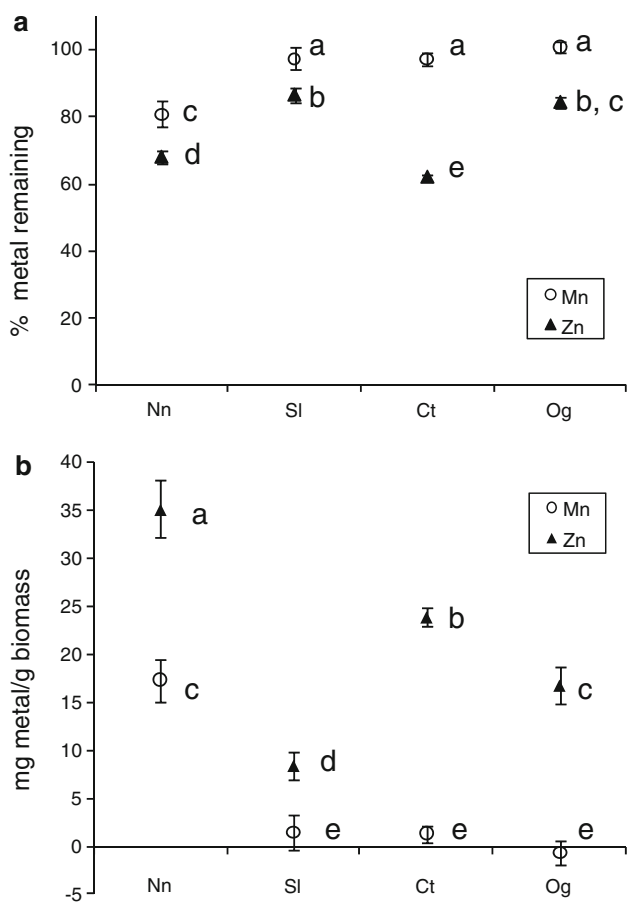 a
% metal remaining
100
80
60
40
20
0
c
d
a
b
a
e
a
b, c
Mn
Zn
Nn Sl Ct Og
b
mg metal/g biomass
40
35
30
25
20
15
10
5
0
-5
a
c
d
e
b
e
c
e
Mn
Zn
Nn Sl Ct Og